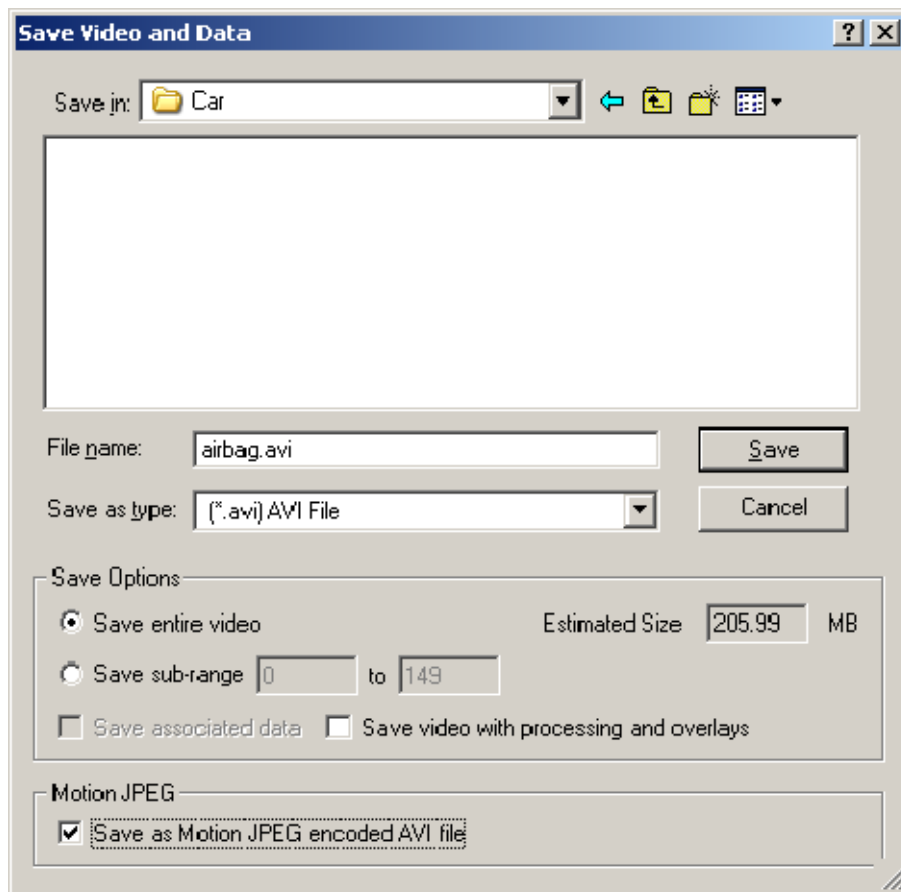 Save Video and Data
Save in: Car
File name: airbag.avi Save
Save as type: (*.avi) AVI File Cancel
Save Options
Save entire video Estimated Size 205.99 MB
Save sub-range 0 to 149
Save associated data Save video with processing and overlays
Motion JPEG
Save as Motion JPEG encoded AVI file